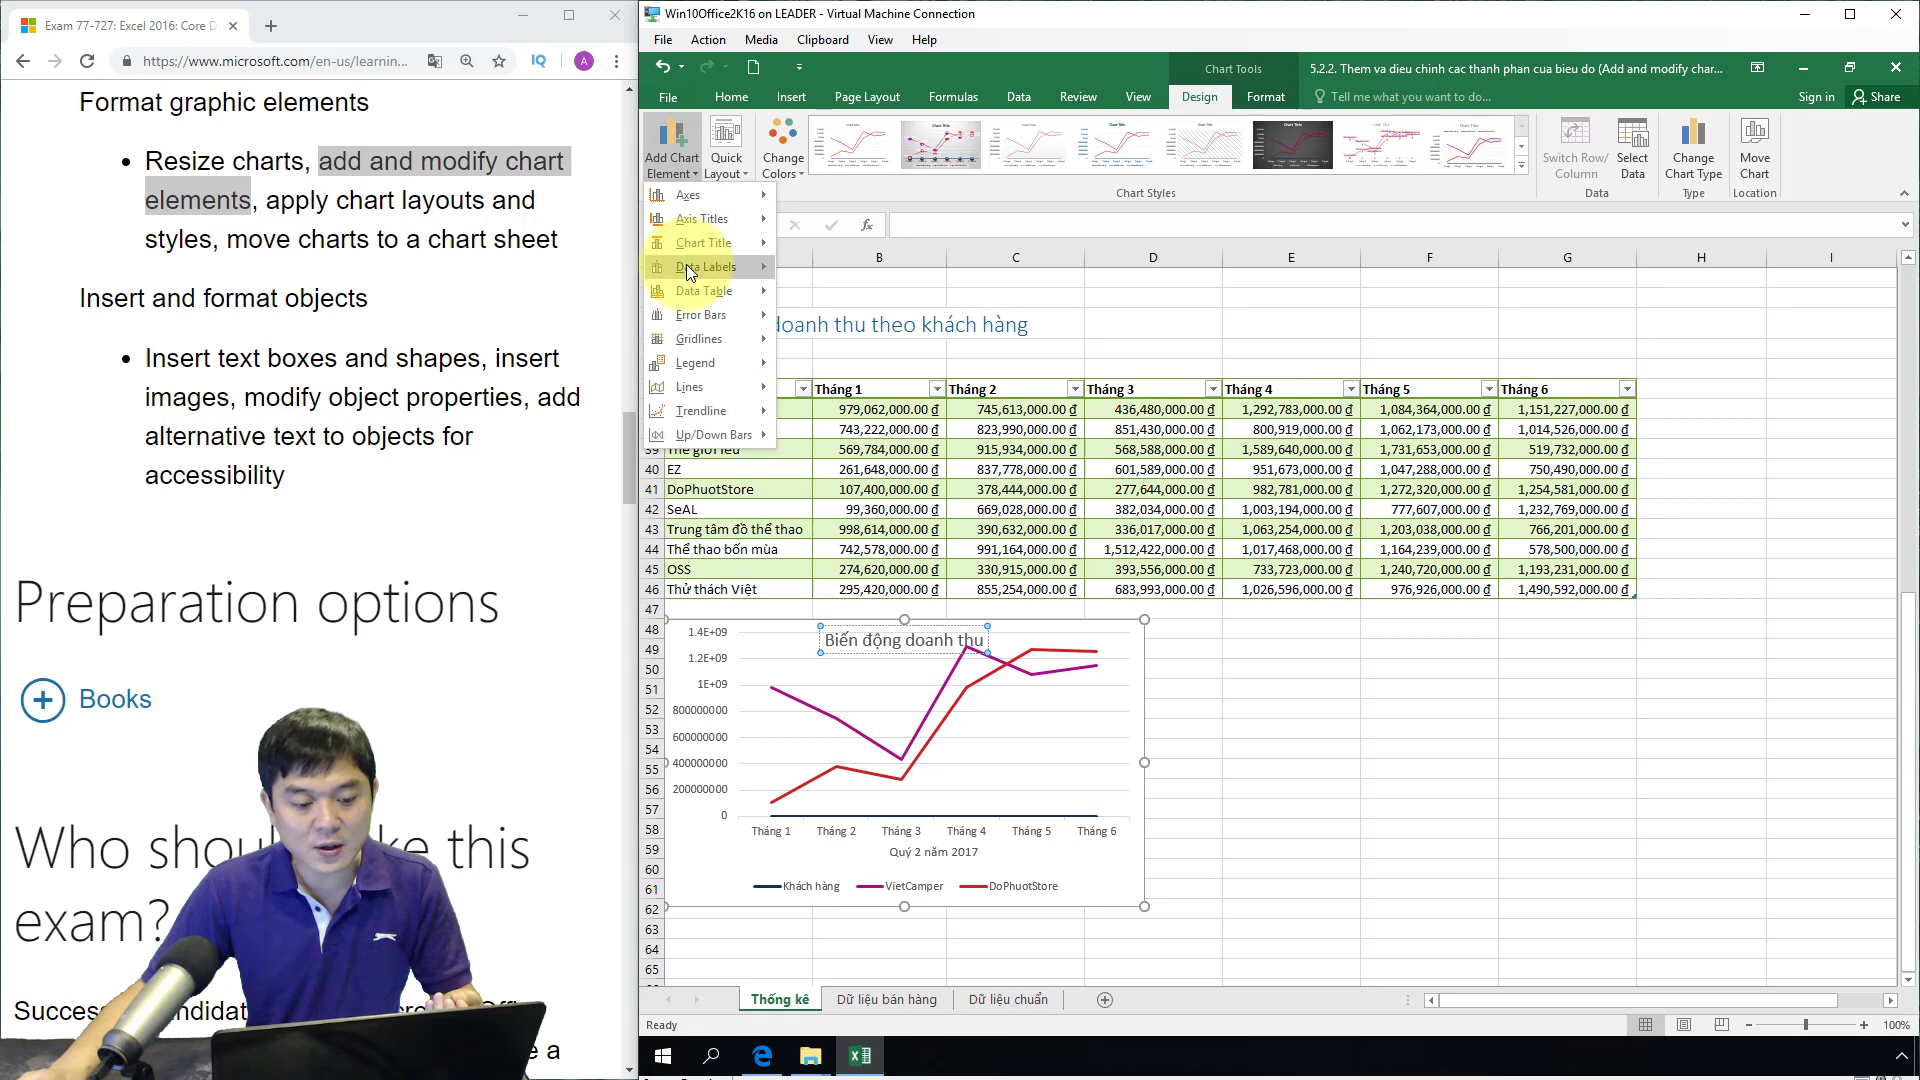 Exam 77-727: Excel 2016: Core D
https://www.microsoft.com/en-us/learnin...
A
Format graphic elements
Resize charts, add and modify chart
elements, apply chart layouts and
styles, move charts to a chart sheet
Insert and format objects
Insert text boxes and shapes, insert
images, modify object properties, add
alternative text to objects for
accessibility
Preparation options
Books
Win10Office2K16 on LEADER - Virtual Machine Connection
File Action Media Clipboard View Help
Chart Tools
5.2.2. Them va dieu chinh cac thanh phan cua bieu do (Add and modify char...
File Home Insert Page Layout Formulas Data Review View Design Format Tell me what you want to do... Sign in Share
Add Chart Element
Quick Layout
Change Colors
Switch Row/ Column
Select Data
Change Chart Type
Move Chart
Chart Styles Data Type Location
Axes
Axis Titles
Chart Title
Data Labels
Data Table
Error Bars
Gridlines
Legend
Lines
Trendline
Up/Down Bars
fx
B C D E F G H I
doanh thu theo khách hàng
Tháng 1 Tháng 2 Tháng 3 Tháng 4 Tháng 5 Tháng 6
979,062,000.00 ₫ 745,613,000.00 ₫ 436,480,000.00 ₫ 1,292,783,000.00 ₫ 1,084,364,000.00 ₫ 1,151,227,000.00 ₫
743,222,000.00 ₫ 823,990,000.00 ₫ 851,430,000.00 ₫ 800,919,000.00 ₫ 1,062,173,000.00 ₫ 1,014,526,000.00 ₫
39 569,784,000.00 ₫ 915,934,000.00 ₫ 568,588,000.00 ₫ 1,589,640,000.00 ₫ 1,731,653,000.00 ₫ 519,732,000.00 ₫
40 EZ 261,648,000.00 ₫ 837,778,000.00 ₫ 601,589,000.00 ₫ 951,673,000.00 ₫ 1,047,288,000.00 ₫ 750,490,000.00 ₫
41 DoPhuotStore 107,400,000.00 ₫ 378,444,000.00 ₫ 277,644,000.00 ₫ 982,781,000.00 ₫ 1,272,320,000.00 ₫ 1,254,581,000.00 ₫
42 SeAL 99,360,000.00 ₫ 669,028,000.00 ₫ 382,034,000.00 ₫ 1,003,194,000.00 ₫ 777,607,000.00 ₫ 1,232,769,000.00 ₫
43 Trung tâm đồ thể thao 998,614,000.00 ₫ 390,632,000.00 ₫ 336,017,000.00 ₫ 1,063,254,000.00 ₫ 1,203,038,000.00 ₫ 766,201,000.00 ₫
44 Thể thao bốn mùa 742,578,000.00 ₫ 991,164,000.00 ₫ 1,512,422,000.00 ₫ 1,017,468,000.00 ₫ 1,164,239,000.00 ₫ 578,500,000.00 ₫
45 OSS 274,620,000.00 ₫ 330,915,000.00 ₫ 393,556,000.00 ₫ 733,723,000.00 ₫ 1,240,720,000.00 ₫ 1,193,231,000.00 ₫
46 Thử thách Việt 295,420,000.00 ₫ 855,254,000.00 ₫ 683,993,000.00 ₫ 1,026,596,000.00 ₫ 976,926,000.00 ₫ 1,490,592,000.00 ₫
47
48
49
50
51
52
53
54
55
56
57
58
59
60
61
62
63
64
65
Biến động doanh thu
1.4E+09
1.2E+09
1E+09
800000000
600000000
400000000
200000000
0
Tháng 1 Tháng 2 Tháng 3 Tháng 4 Tháng 5 Tháng 6
Quý 2 năm 2017
Khách hàng VietCamper DoPhuotStore
Thống kê Dữ liệu bán hàng Dữ liệu chuẩn
Ready 100%